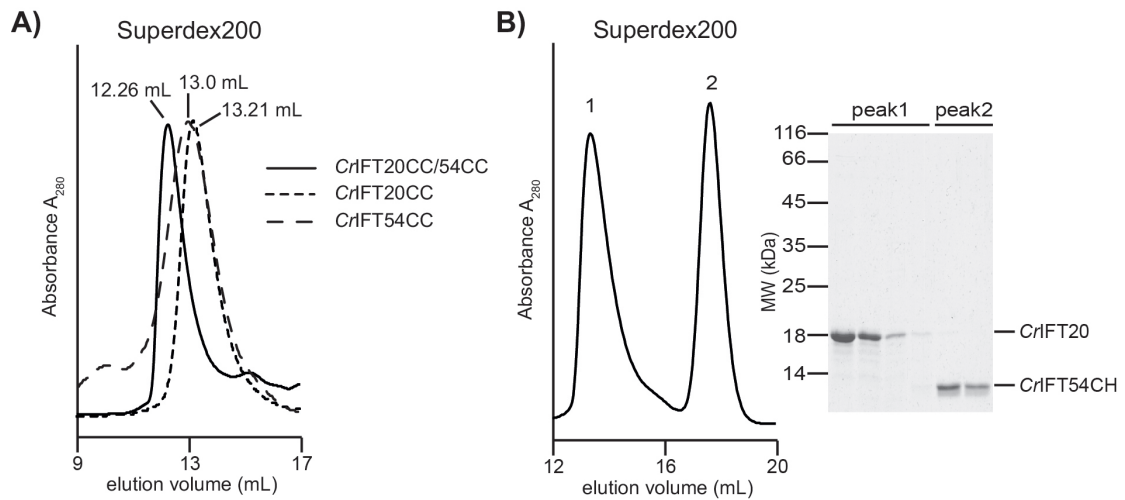 A)
Superdex200
12.26 mL
13.0 mL
13.21 mL
CrIFT20CC/54CC
CrIFT20CC
CrIFT54CC
Absorbance A280
9 13 17
elution volume (mL)
B)
Superdex200
1
2
Absorbance A280
12 16 20
elution volume (mL)
peak1 peak2
MW (kDa)
116
66
45
35
25
18
14
CrIFT20
CrIFT54CH